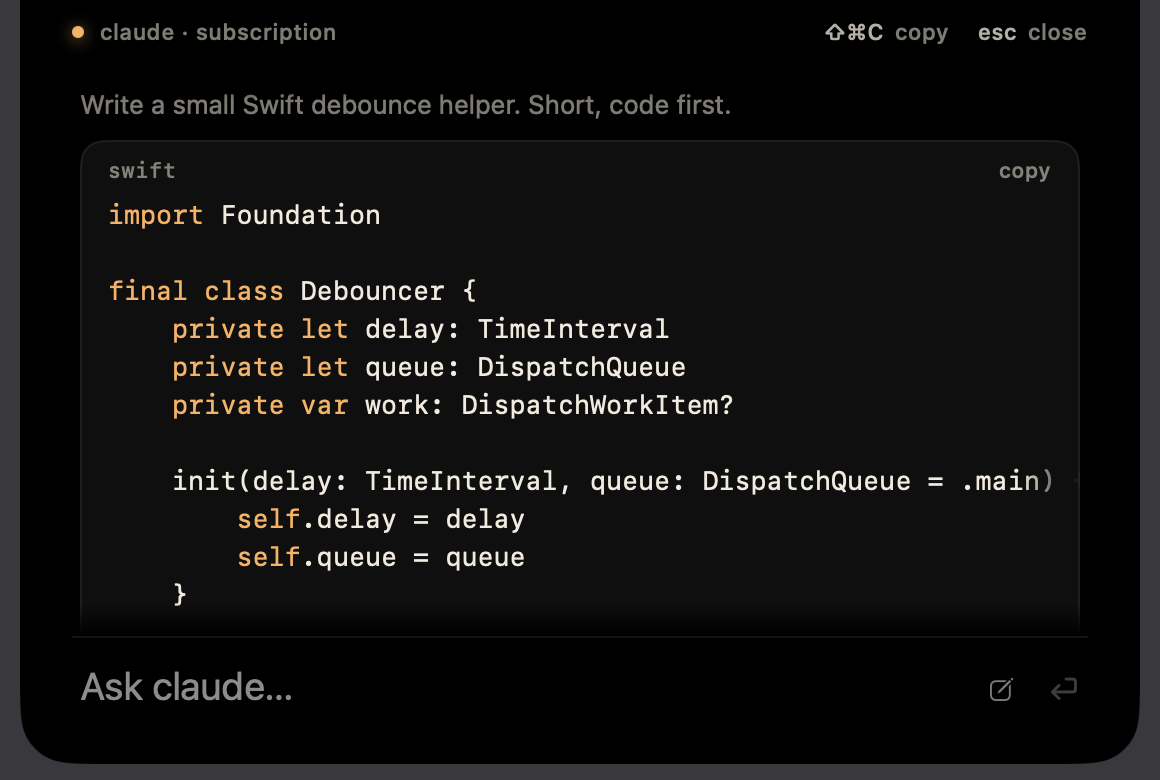 claude · subscription ⇧⌘C copy esc close
Write a small Swift debounce helper. Short, code first.
swift copy
import Foundation

final class Debouncer {
    private let delay: TimeInterval
    private let queue: DispatchQueue
    private var work: DispatchWorkItem?

    init(delay: TimeInterval, queue: DispatchQueue = .main)
        self.delay = delay
        self.queue = queue
    }
Ask claude...